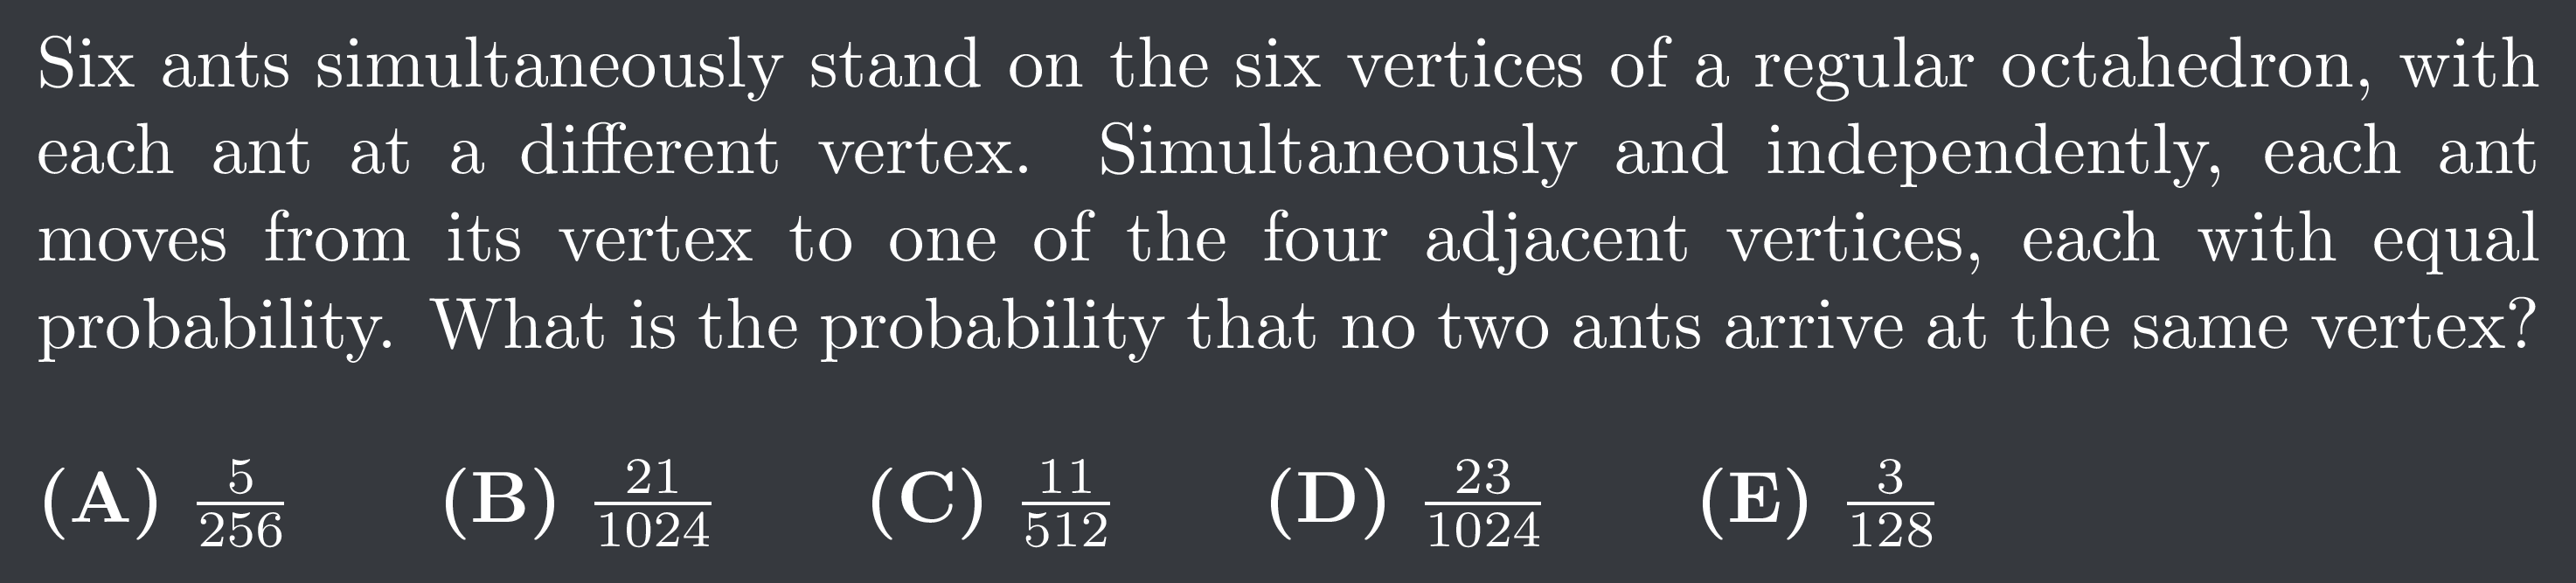 Six ants simultaneously stand on the six vertices of a regular octahedron, with
each ant at a different vertex. Simultaneously and independently, each ant
moves from its vertex to one of the four adjacent vertices, each with equal
probability. What is the probability that no two ants arrive at the same vertex?
(A) 5/256 (B) 21/1024 (C) 11/512 (D) 23/1024 (E) 3/128